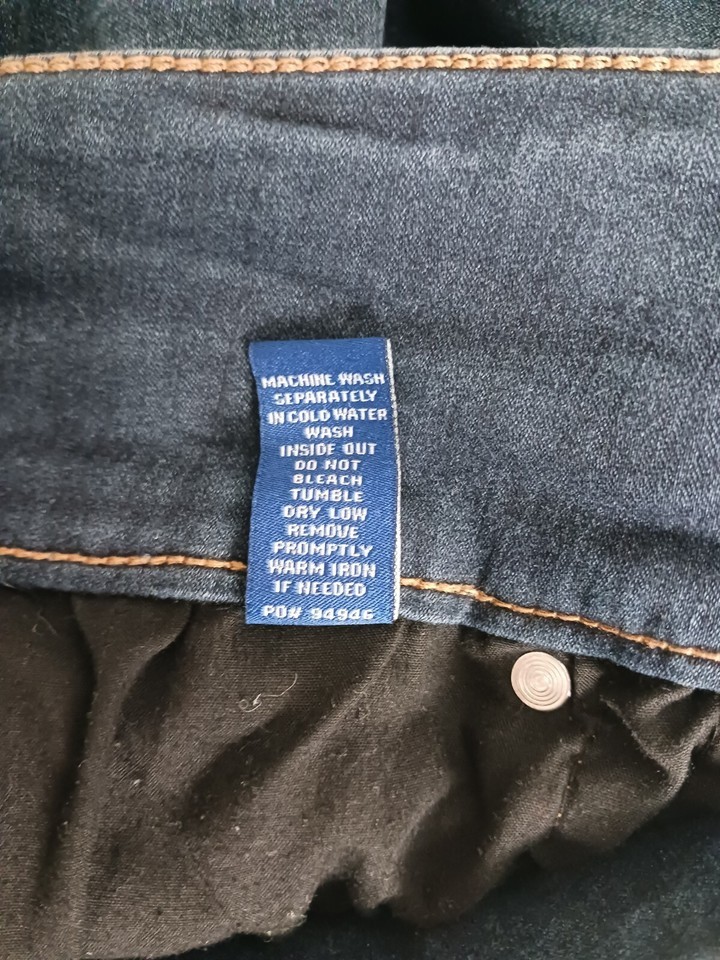 MACHINE WASH
SEPARATELY
IN COLD WATER
WASH
INSIDE OUT
DO NOT
BLEACH
TUMBLE
DRY LOW
REMOVE
PROMPTLY
WARM IRON
IF NEEDED
PO# 94946